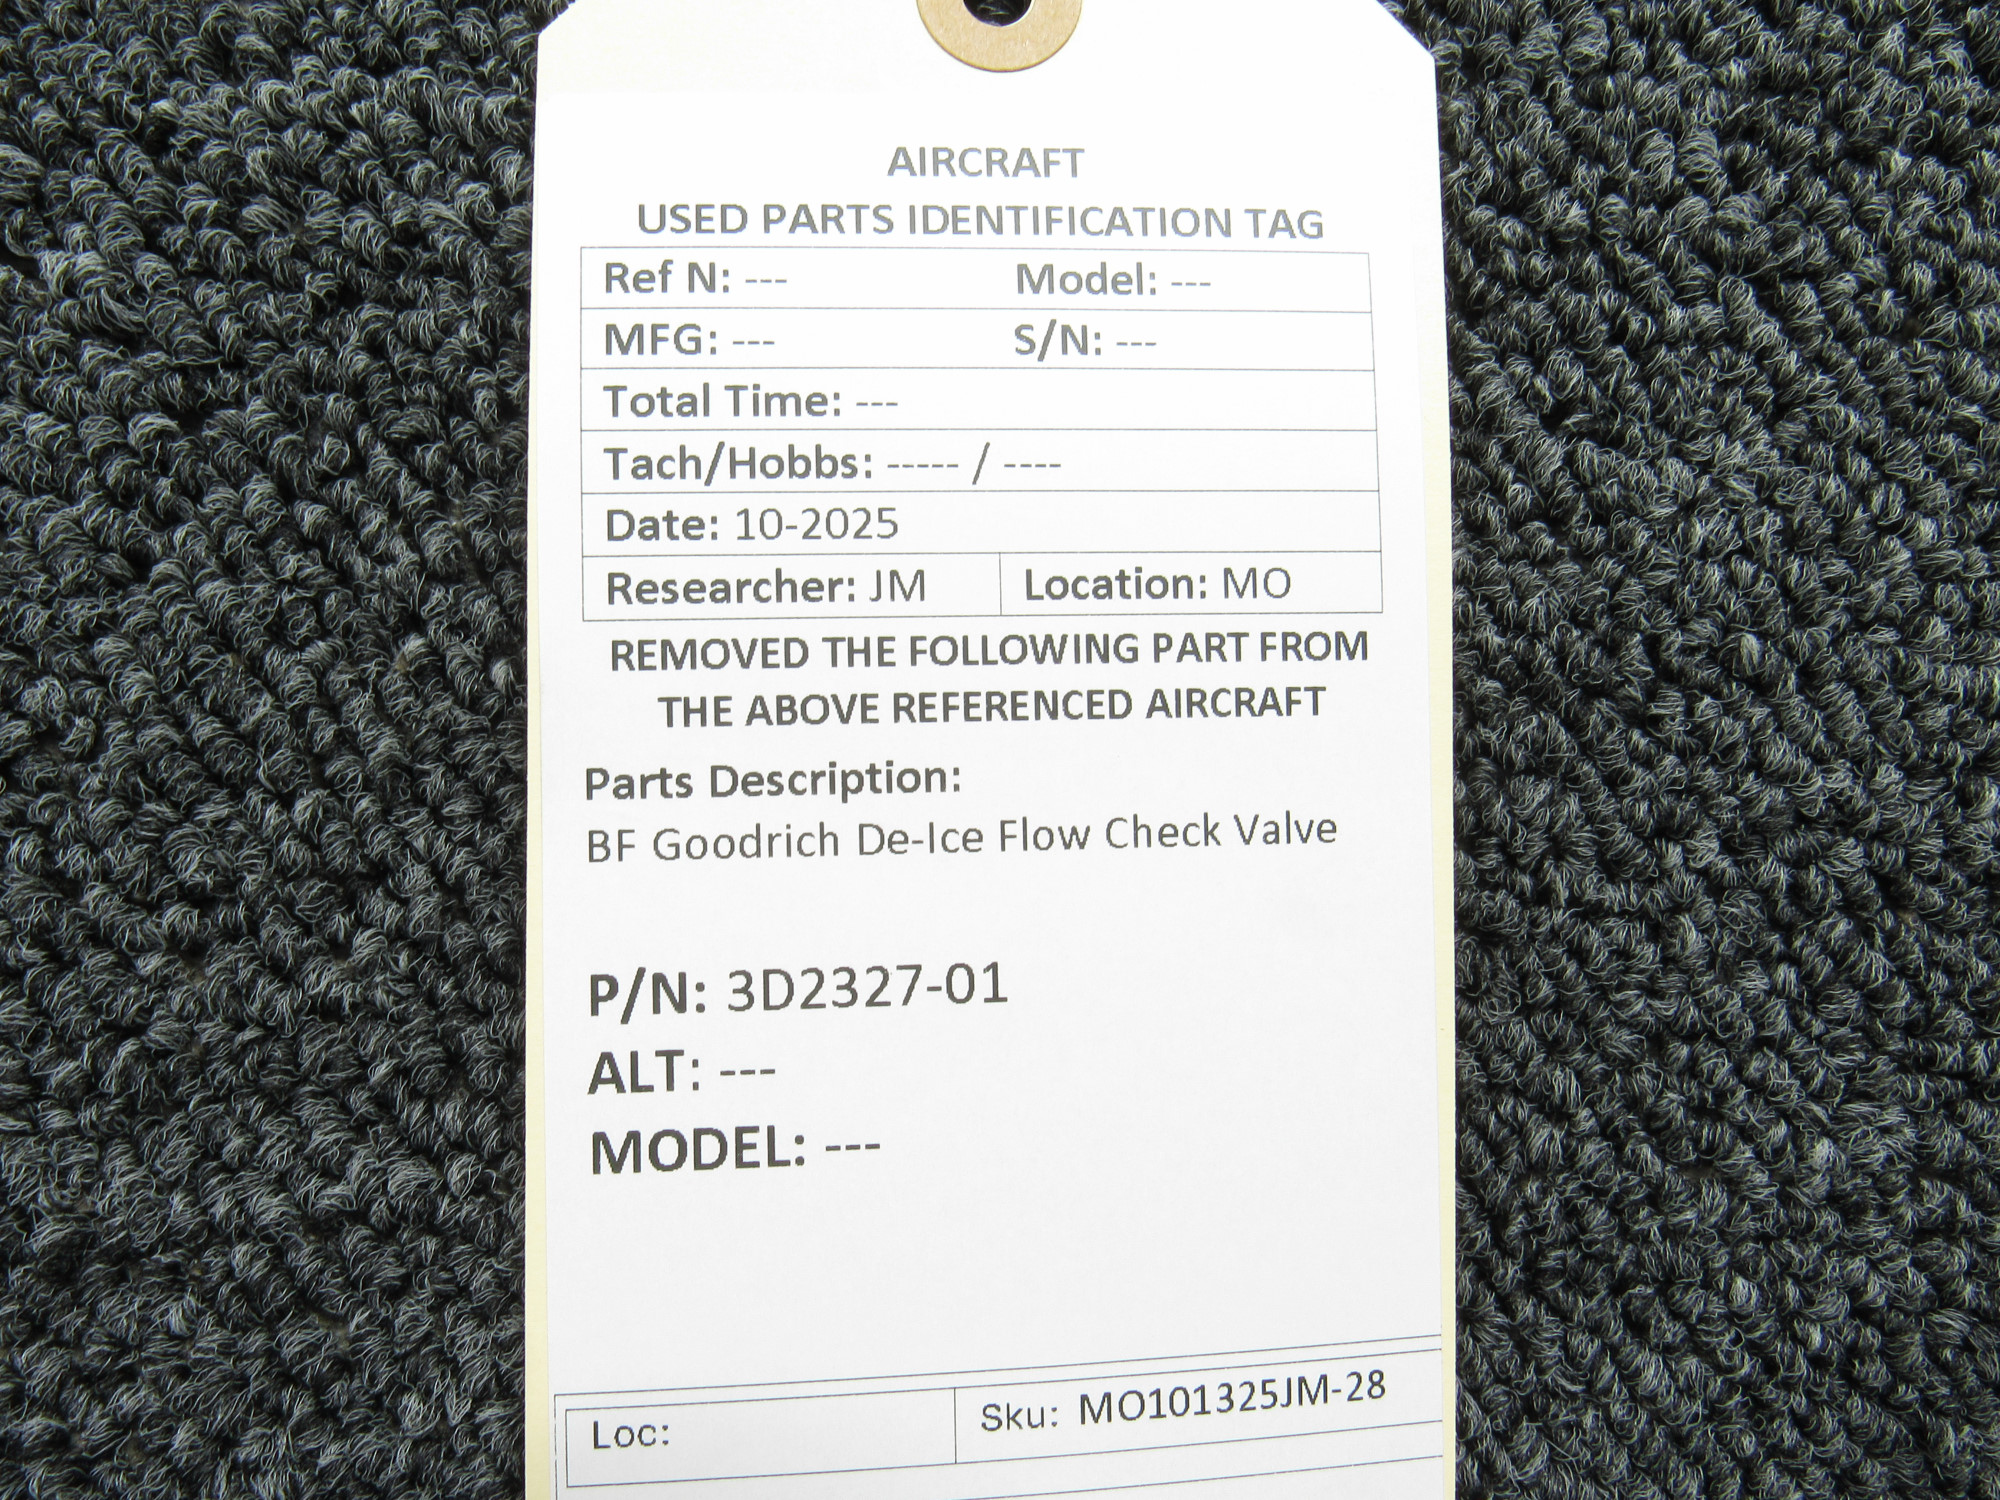 AIRCRAFT
USED PARTS IDENTIFICATION TAG
Ref N: --- Model: ---
MFG: --- S/N: ---
Total Time: ---
Tach/Hobbs: ----- / ----
Date: 10-2025
Researcher: JM Location: MO
REMOVED THE FOLLOWING PART FROM
THE ABOVE REFERENCED AIRCRAFT
Parts Description:
BF Goodrich De-Ice Flow Check Valve
P/N: 3D2327-01
ALT: ---
MODEL: ---
Loc: Sku: MO101325JM-28